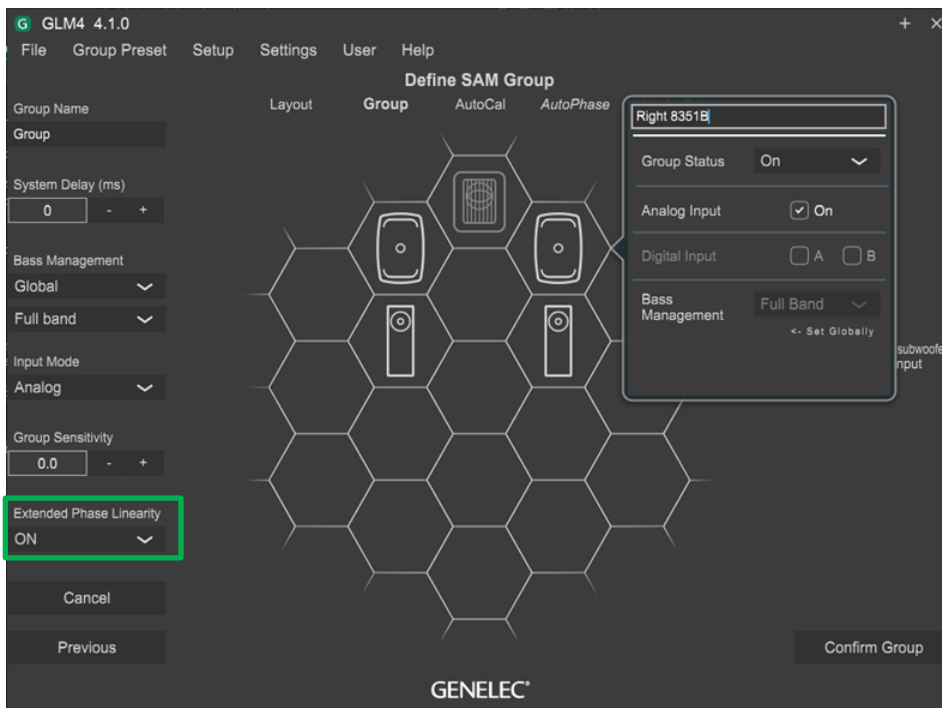 G GLM4 4.1.0
File Group Preset Setup Settings User Help
Define SAM Group
Layout Group AutoCal AutoPhase
Group Name
Group
System Delay (ms)
0 - +
Bass Management
Global
Full band
Input Mode
Analog
Group Sensitivity
0.0 - +
Extended Phase Linearity
ON
Cancel
Previous
Right 8351B
Group Status On
Analog Input On
Digital Input A B
Bass
Management Full Band
<- Set Globally
subwoofe
nput
Confirm Group
GENELEC®